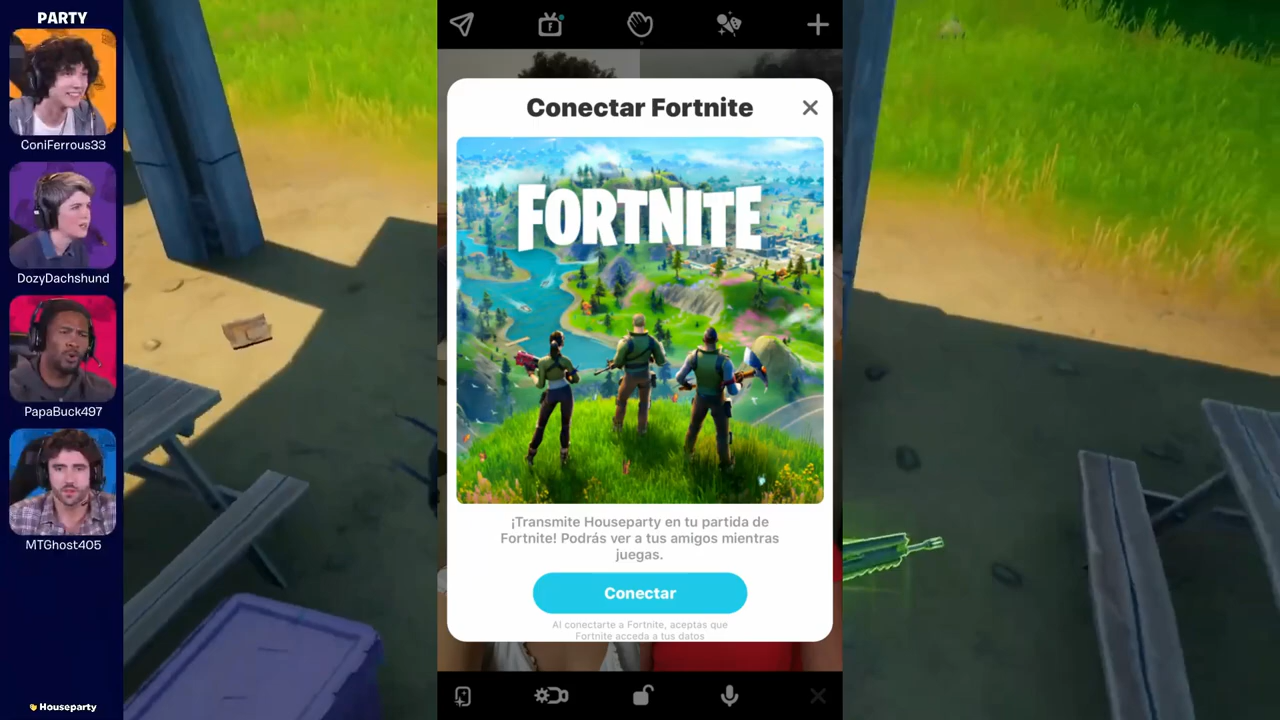 PARTY
ConiFerrous33
DozyDachshund
PapaBuck497
MTGhost405
Houseparty
Conectar Fortnite
FORTNITE
¡Transmite Houseparty en tu partida de
Fortnite! Podrás ver a tus amigos mientras
juegas.
Conectar
Al conectarte a Fortnite, aceptas que
Fortnite acceda a tus datos